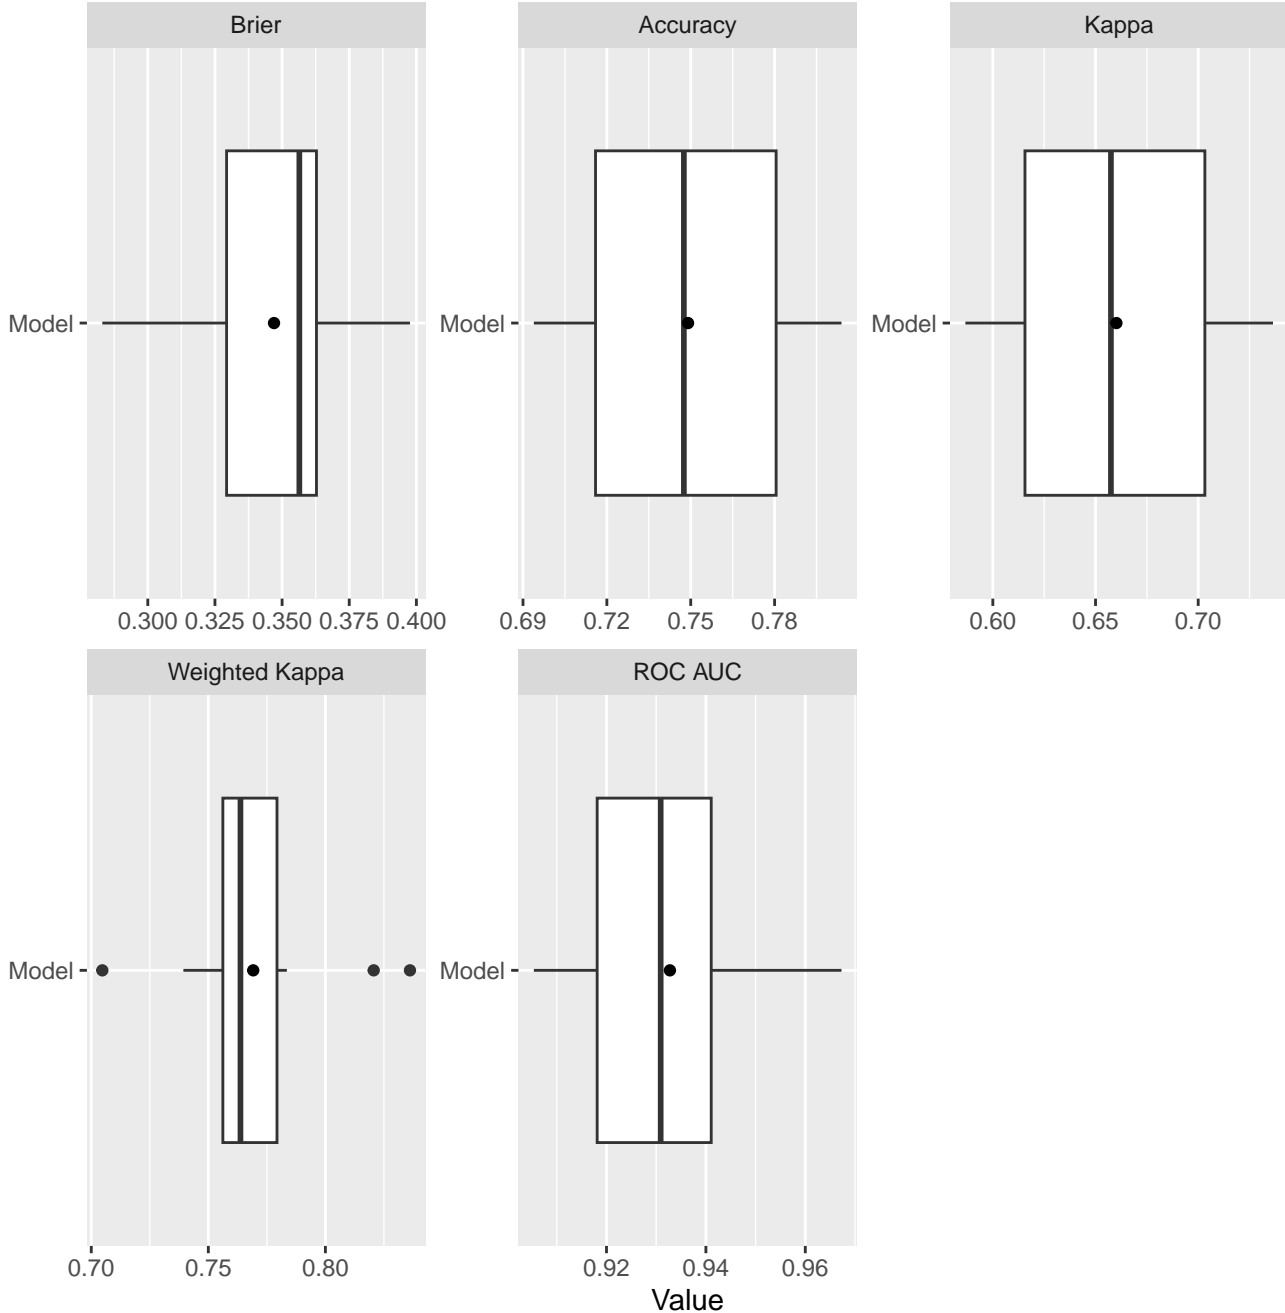 Brier
Accuracy
Kappa
Model
Model
Model
0.300 0.325 0.350 0.375 0.400
0.69 0.72 0.75 0.78
0.60 0.65 0.70
Weighted Kappa
ROC AUC
Model
Model
0.70 0.75 0.80
0.92 0.94 0.96
Value